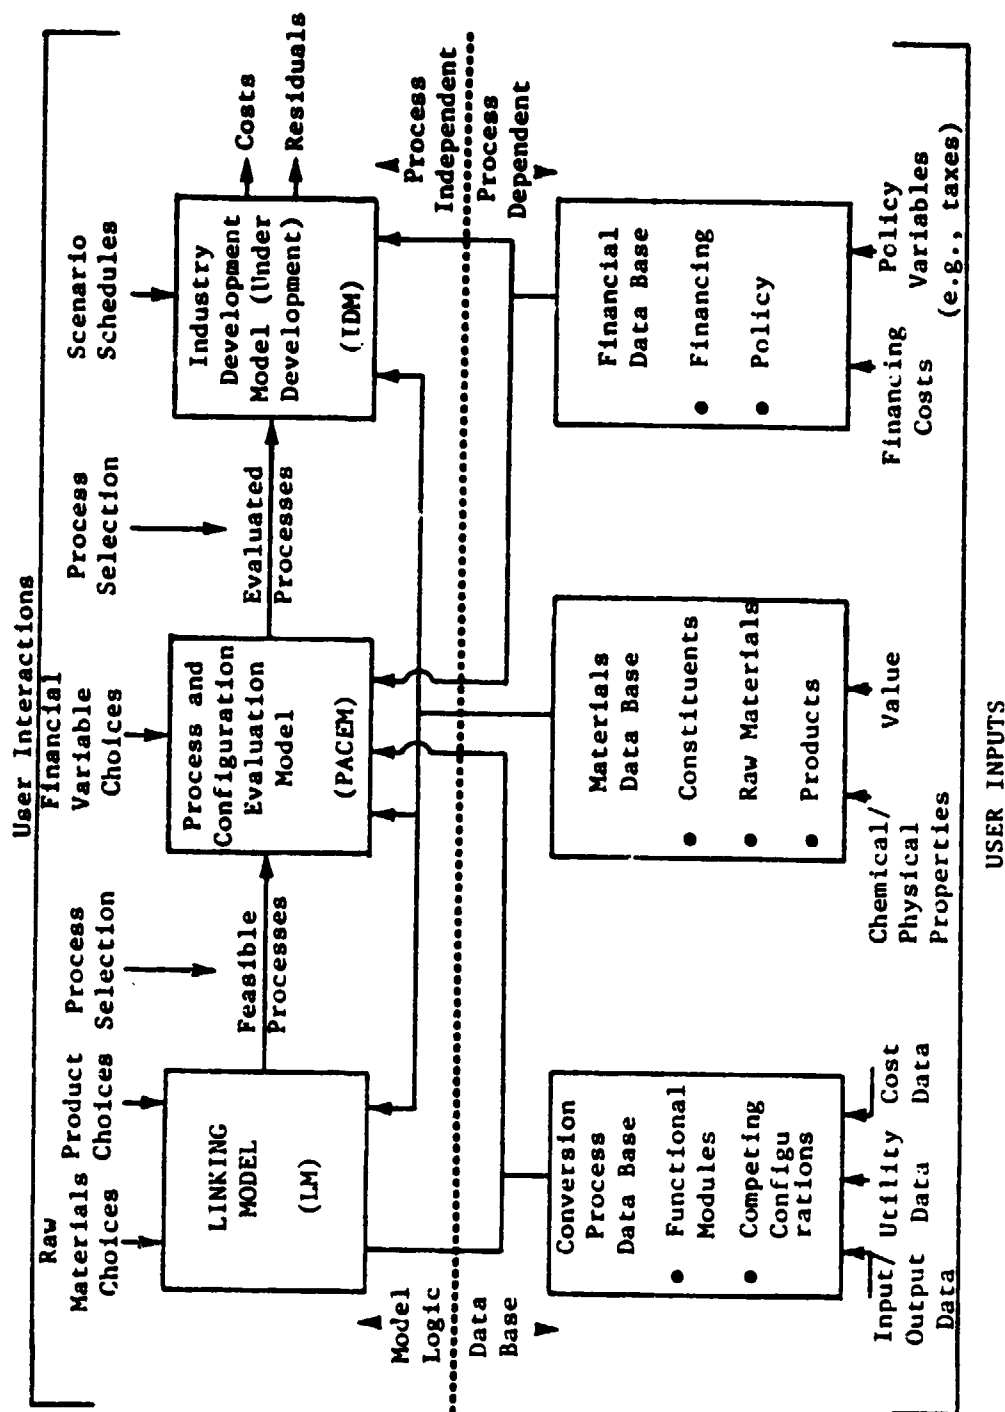 User Interactions
Raw
Materials
Choices
Product
Choices
Process
Selection
Financial
Variable
Choices
Process
Selection
Scenario
Schedules
LINKING
MODEL
(LM)
Feasible
Processes
Process and
Configuration
Evaluation
Model
(PACEM)
Evaluated
Processes
Industry
Development
Model (Under
Development)
(IDM)
Costs
Residuals
Model
Logic
Data
Base
Process
Independent
Process
Dependent
Conversion
Process
Data Base
● Functional
Modules
● Competing
Configu
rations
Materials
Data Base
● Constituents
● Raw Materials
● Products
Financial
Data Base
● Financing
● Policy
Input/
Output
Data
Utility
Data
Cost
Data
Chemical/
Physical
Properties
Value
Financing
Costs
Policy
Variables
(e.g., taxes)
USER INPUTS